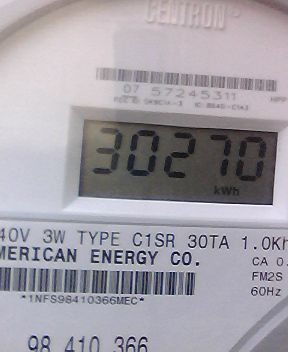 CENTRON
07 57245311
30270
kWh
40V 3W TYPE C1SR 30TA 1.0Kh
MERICAN ENERGY CO.
CA 0.
FM2S
*1NFS98410366MEC*
60Hz
98 410 366